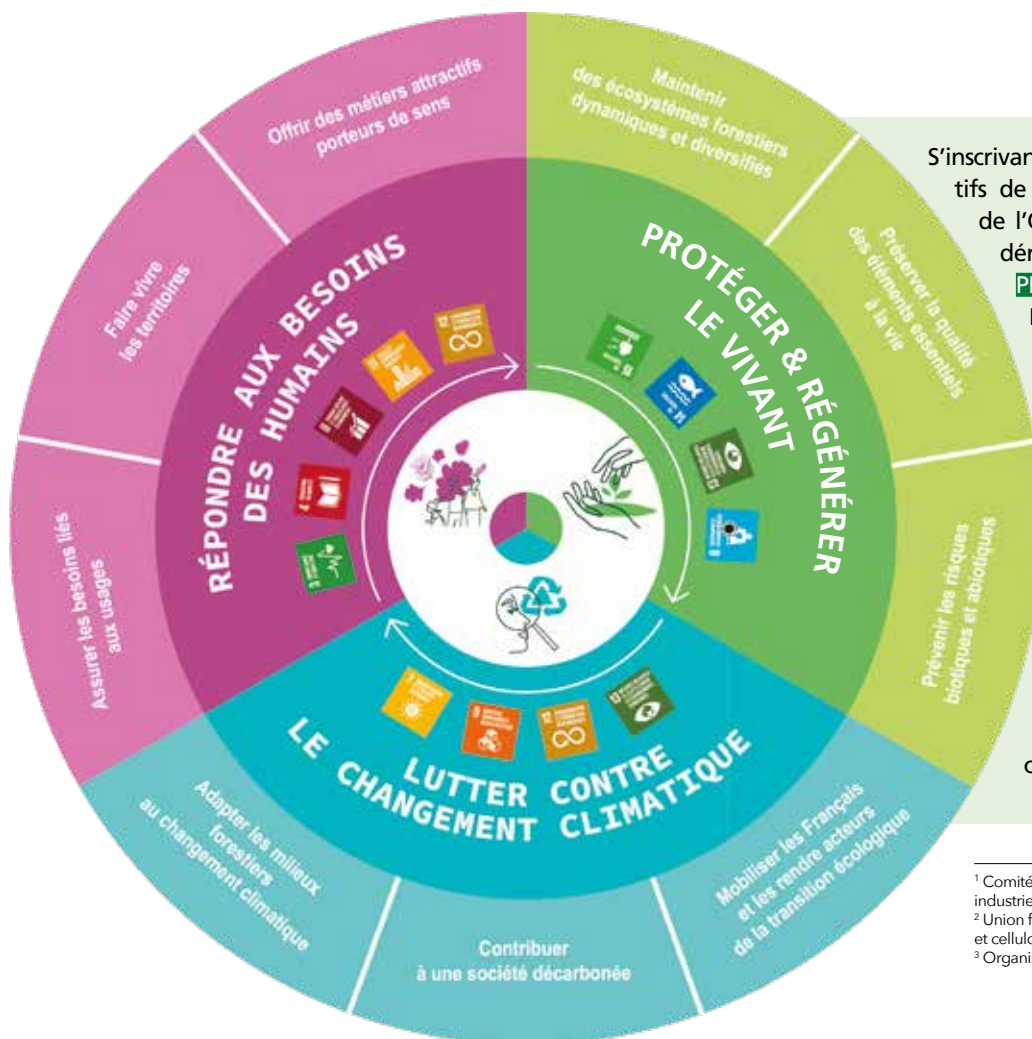 Offrir des métiers attractifs
porteurs de sens
Faire vivre
les territoires
Assurer les besoins liés
aux usages
RÉPONDRE AUX BESOINS
DES HUMAINS
Maintenir
des écosystèmes forestiers
dynamiques et diversifiés
Préserver la qualité
des éléments essentiels
à la vie
Prévenir les risques
biotiques et abiotiques
PROTÉGER & RÉGÉNÉRER
LE VIVANT
LUTTER CONTRE
LE CHANGEMENT CLIMATIQUE
Adapter les milieux
forestiers
au changement climatique
Contribuer
à une société décarbonée
Mobiliser les Français
et les rendre acteurs
de la transition écologique
S’inscrivan
tifs de
de l’
¹ Comité
industrie
² Union f
et cellulo
³ Organis